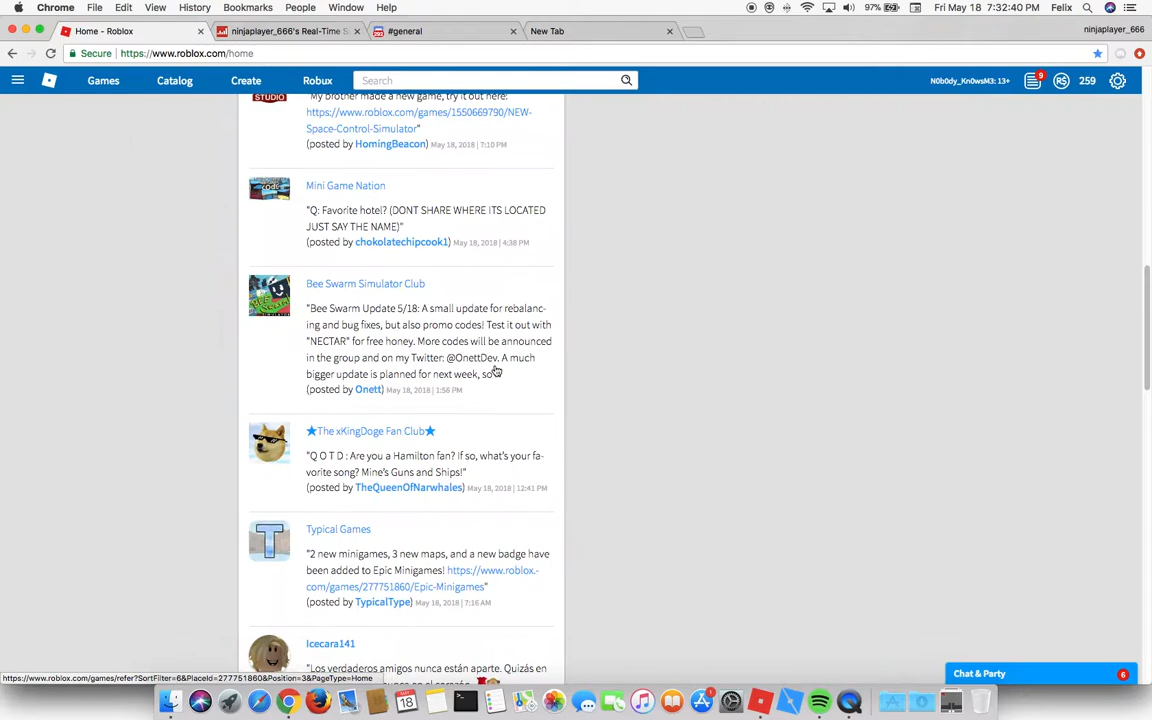 Chrome File Edit View History Bookmarks People Window Help 97% Fri May 18 7:32:40 PM Felix
Home - Roblox ninjaplayer_666's Real-Time S #general New Tab ninjaplayer_666
Secure https://www.roblox.com/home
Games Catalog Create Robux Search N0b0dy_Kn0wsM3: 13+ 9 R$ 259
STUDIO "My brother made a new game, try it out here:
https://www.roblox.com/games/1550669790/NEW-
Space-Control-Simulator"
(posted by HomingBeacon) May 18, 2018 | 7:10 PM
Mini Game Nation
"Q: Favorite hotel? (DONT SHARE WHERE ITS LOCATED
JUST SAY THE NAME)"
(posted by chokolatechipcook1) May 18, 2018 | 4:38 PM
Bee Swarm Simulator Club
"Bee Swarm Update 5/18: A small update for rebalanc-
ing and bug fixes, but also promo codes! Test it out with
"NECTAR" for free honey. More codes will be announced
in the group and on my Twitter: @OnettDev. A much
bigger update is planned for next week, so"
(posted by Onett) May 18, 2018 | 1:56 PM
★The xKingDoge Fan Club★
"Q O T D : Are you a Hamilton fan? If so, what's your fa-
vorite song? Mine's Guns and Ships!"
(posted by TheQueenOfNarwhales) May 18, 2018 | 12:41 PM
Typical Games
"2 new minigames, 3 new maps, and a new badge have
been added to Epic Minigames! https://www.roblox.-
com/games/277751860/Epic-Minigames"
(posted by TypicalType) May 18, 2018 | 7:16 AM
Icecara141
"Los verdaderos amigos nunca están aparte. Quizás en
https://www.roblox.com/games/refer?SortFilter=6&PlaceId=277751860&Position=3&PageType=Home
Chat & Party 6